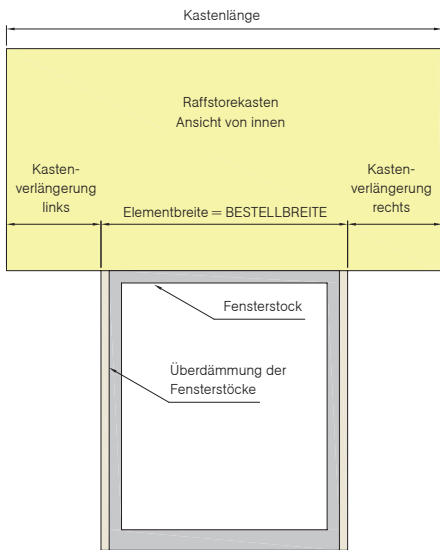 Kastenlänge
Raffstorekasten
Ansicht von innen
Kasten-
verlängerung
links
Elementbreite = BESTELLBREITE
Kasten-
verlängerung
rechts
Fensterstock
Überdämmung der
Fensterstöcke